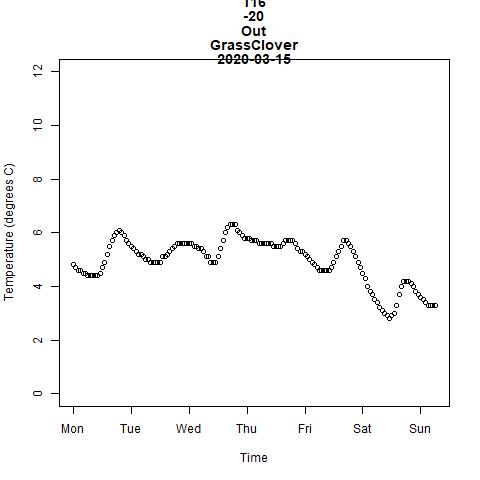 116
-20
Out
GrassClover
2020-03-15
Temperature (degrees C)
12
10
8
6
4
2
0
Mon Tue Wed Thu Fri Sat Sun
Time